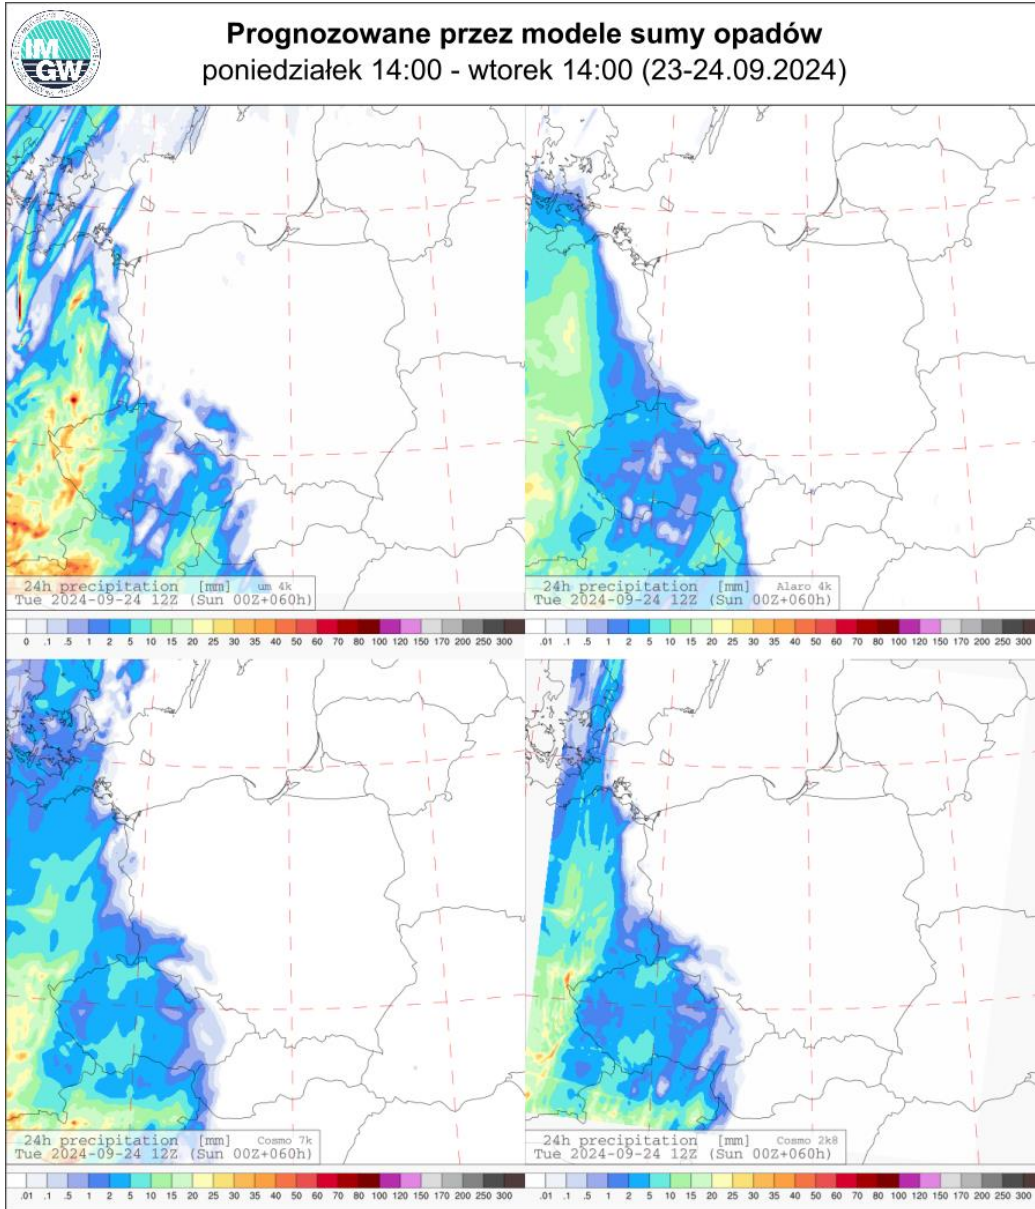 IM
GW
Prognozowane przez modele sumy opadów
poniedziałek 14:00 - wtorek 14:00 (23-24.09.2024)
24h precipitation [mm] um 4k
Tue 2024-09-24 12Z (Sun 00Z+060h)
0 .1 .5 1 2 5 10 15 20 25 30 35 40 50 60 70 80 100 120 150 170 200 250 300
24h precipitation [mm] Alaro 4k
Tue 2024-09-24 12Z (Sun 00Z+060h)
.01 .1 .5 1 2 5 10 15 20 25 30 35 40 50 60 70 80 100 120 150 170 200 250 300
24h precipitation [mm] Cosmo 7k
Tue 2024-09-24 12Z (Sun 00Z+060h)
.01 .1 .5 1 2 5 10 15 20 25 30 35 40 50 60 70 80 100 120 150 170 200 250 300
24h precipitation [mm] Cosmo 2k8
Tue 2024-09-24 12Z (Sun 00Z+060h)
.01 .1 .5 1 2 5 10 15 20 25 30 35 40 50 60 70 80 100 120 150 170 200 250 300